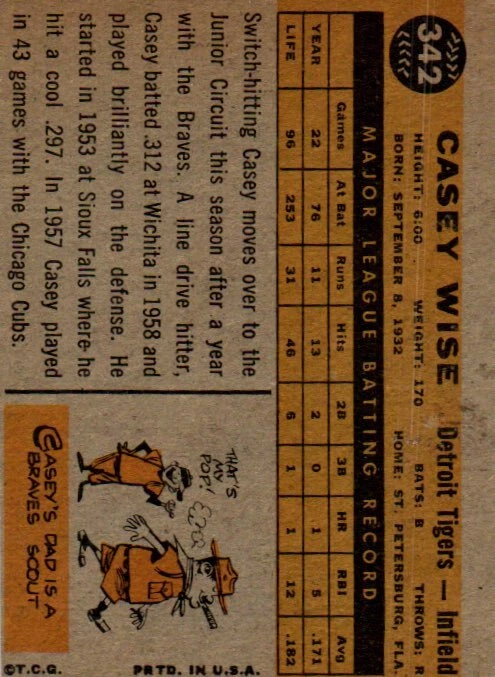 342
CASEY WISE Detroit Tigers — Infield
HEIGHT: 6:00 WEIGHT: 170 BATS: B THROWS: R
BORN: SEPTEMBER 8, 1932 HOME: ST. PETERSBURG, FLA.
MAJOR LEAGUE BATTING RECORD
Games At Bat Runs Hits 2B 3B HR RBI Avg
YEAR 22 76 11 13 2 0 1 5 .171
LIFE 96 253 31 46 6 1 1 12 .182
Switch-hitting Casey moves over to the
Junior Circuit this season after a year
with the Braves. A line drive hitter,
Casey batted .312 at Wichita in 1958 and
played brilliantly on the defense. He
started in 1953 at Sioux Falls where he
hit a cool .297. In 1957 Casey played
in 43 games with the Chicago Cubs.
THAT'S
MY
POP!
CASEY'S DAD IS A
BRAVES SCOUT
©T.C.G. PRTD. IN U.S.A.